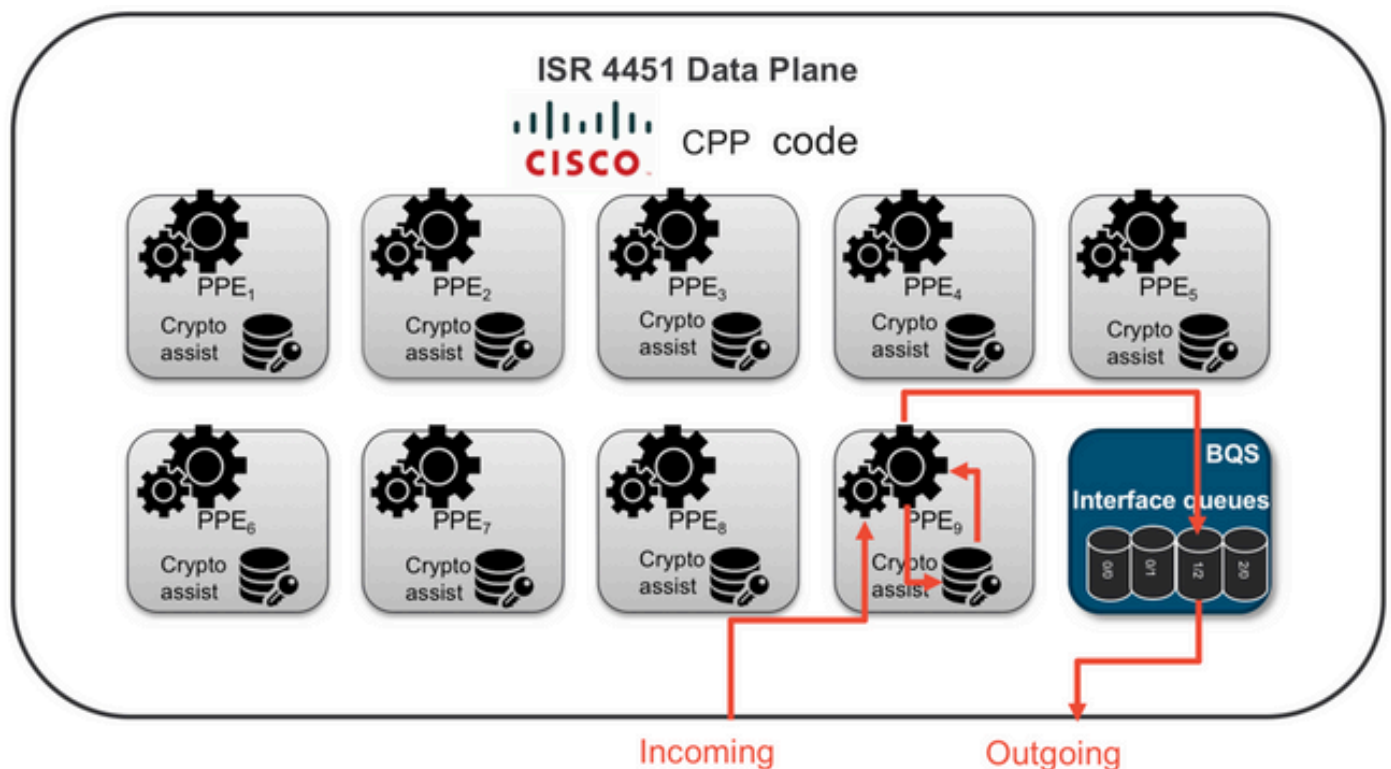 ISR 4451 Data Plane
CISCO CPP code
PPE₁
Crypto
assist
PPE₂
Crypto
assist
PPE₃
Crypto
assist
PPE₄
Crypto
assist
PPE₅
Crypto
assist
PPE₆
Crypto
assist
PPE₇
Crypto
assist
PPE₈
Crypto
assist
PPE₉
Crypto
assist
BQS
Interface queues
0/0 0/1 1/2 2/0
Incoming
Outgoing